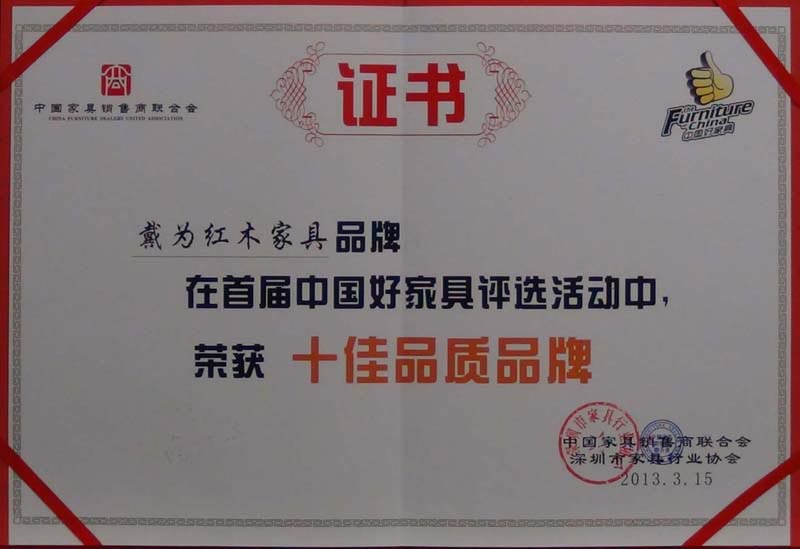 证书
中国家具销售商联合会
CHINA FURNITURE DEALERS UNITED ASSOCIATION
The
Furniture
China
中国好家具
戴为红木家具品牌
在首届中国好家具评选活动中，
荣获 十佳品质品牌
中国家具销售商联合会
深圳市家具行业协会
2013.3.15